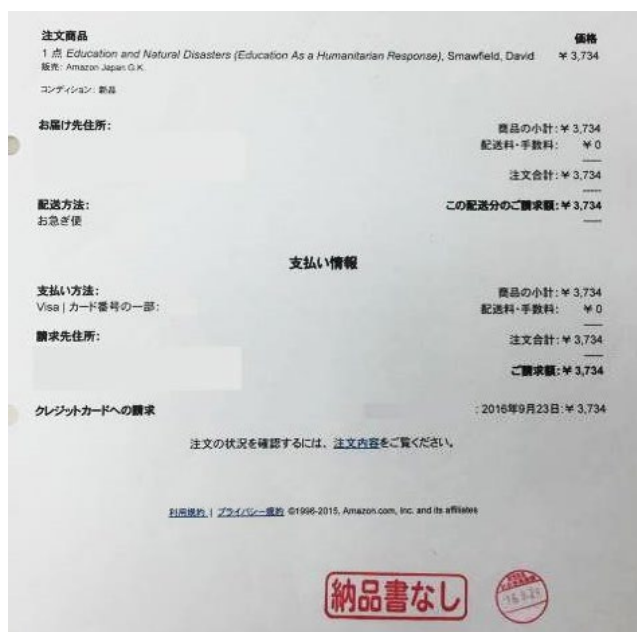 注文商品 価格
1 点 Education and Natural Disasters (Education As a Humanitarian Response), Smawfield, David ¥ 3,734
販売: Amazon Japan G.K.
コンディション: 新品
お届け先住所:
商品の小計: ¥ 3,734
配送料・手数料: ¥ 0
-----
注文合計: ¥ 3,734
-----
配送方法: この配送分のご請求額: ¥ 3,734
お急ぎ便 -----
支払い情報
支払い方法: 商品の小計: ¥ 3,734
Visa | カード番号の一部: 配送料・手数料: ¥ 0
-----
請求先住所: 注文合計: ¥ 3,734
-----
ご請求額: ¥ 3,734
クレジットカードへの請求 : 2016年9月23日: ¥ 3,734
注文の状況を確認するには、注文内容をご覧ください。
利用規約 | プライバシー規約 ©1996-2015, Amazon.com, Inc. and its affiliates
納品書なし